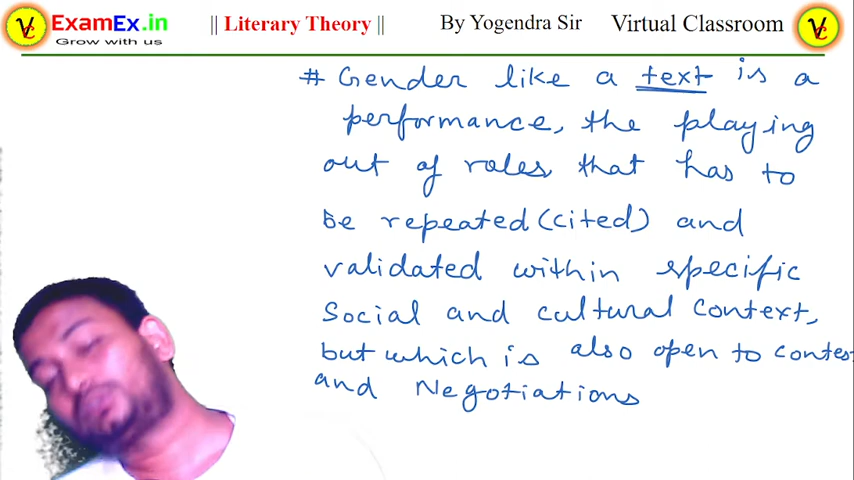 ExamEx.in
Grow with us
|| Literary Theory ||
By Yogendra Sir
Virtual Classroom
# Gender like a text is a
performance, the playing
out of roles that has to
be repeated (cited) and
validated within specific
Social and cultural context,
but which is also open to contes
and Negotiations